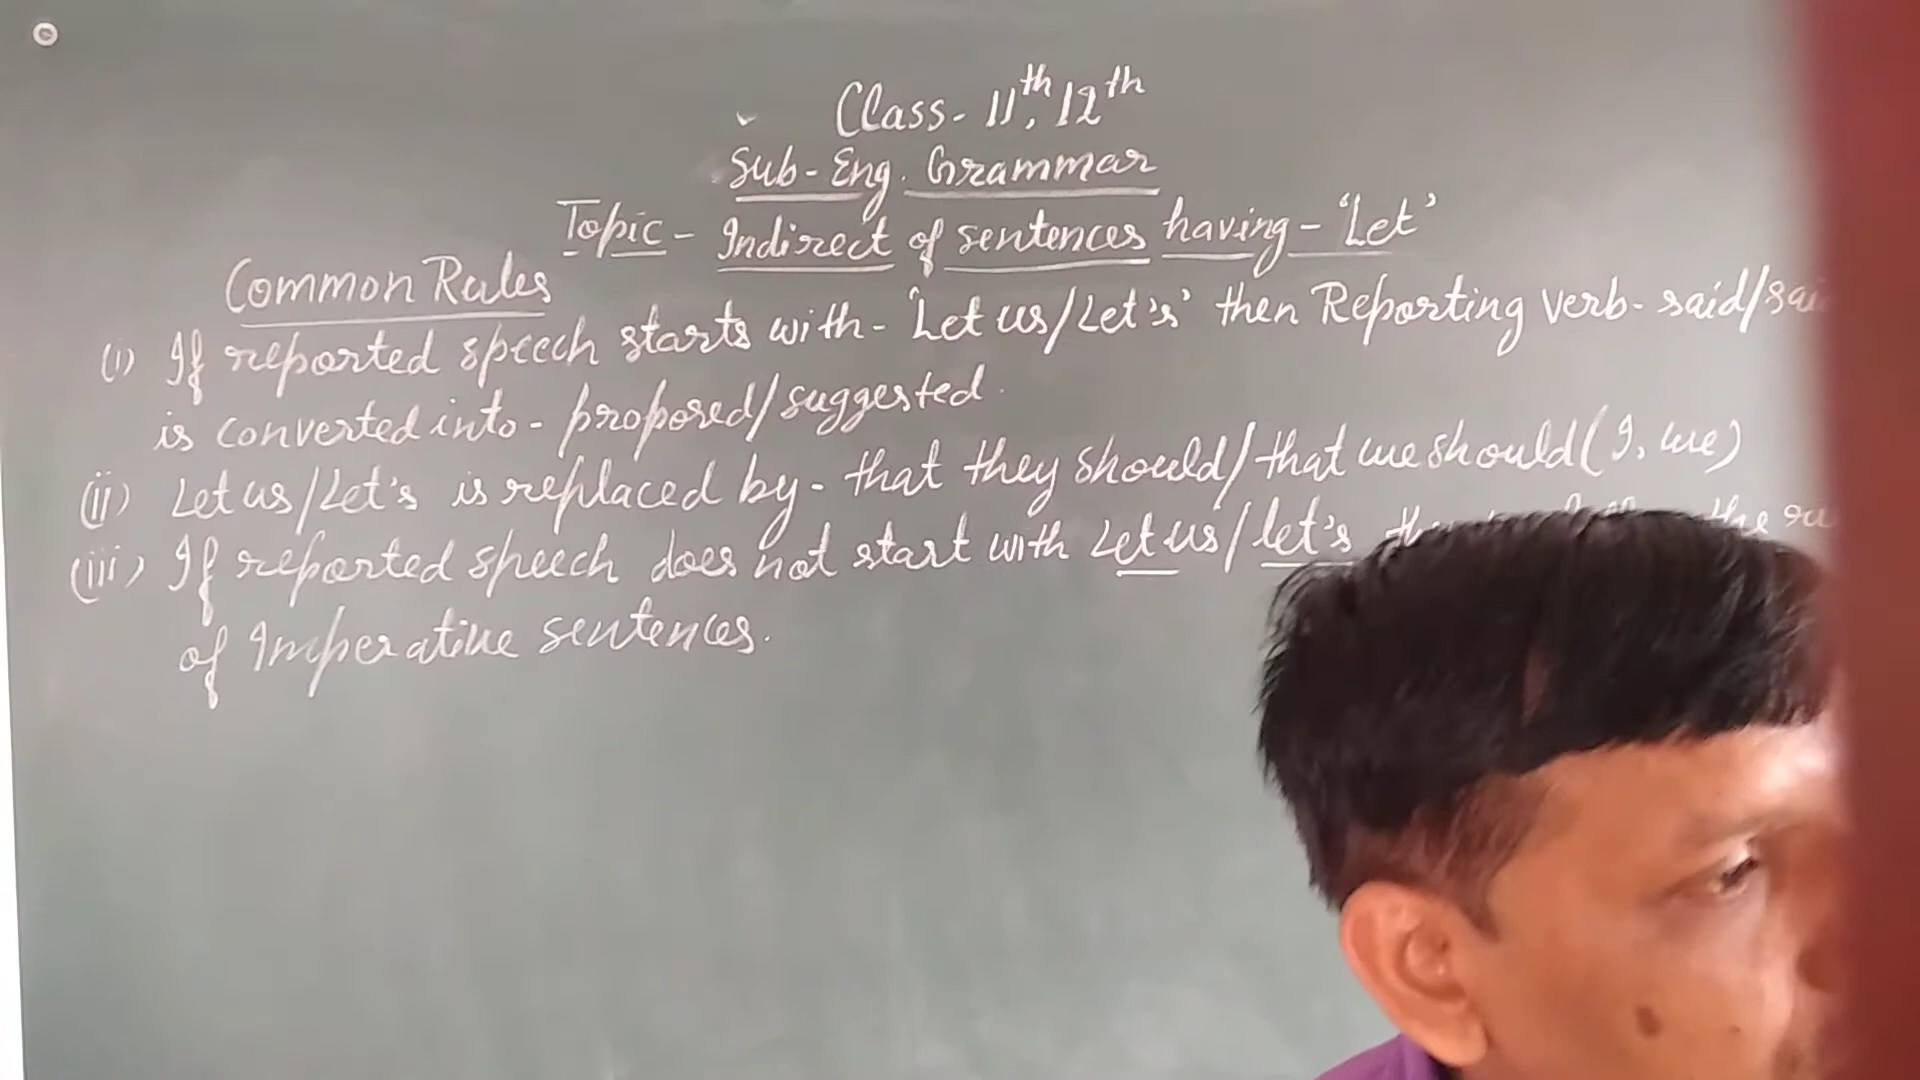 Class- 11th, 12th
Sub- Eng. Grammar
Topic - Indirect of sentences having - 'Let'
Common Rules
(i) If reported speech starts with - 'Let us/Let's' then Reporting verb - said/
is converted into - proposed/suggested.
(ii) Let us/Let's is replaced by - that they should/that we should (I, we)
(iii) If reported speech does not start with Let us/let's the
of Imperative sentences.